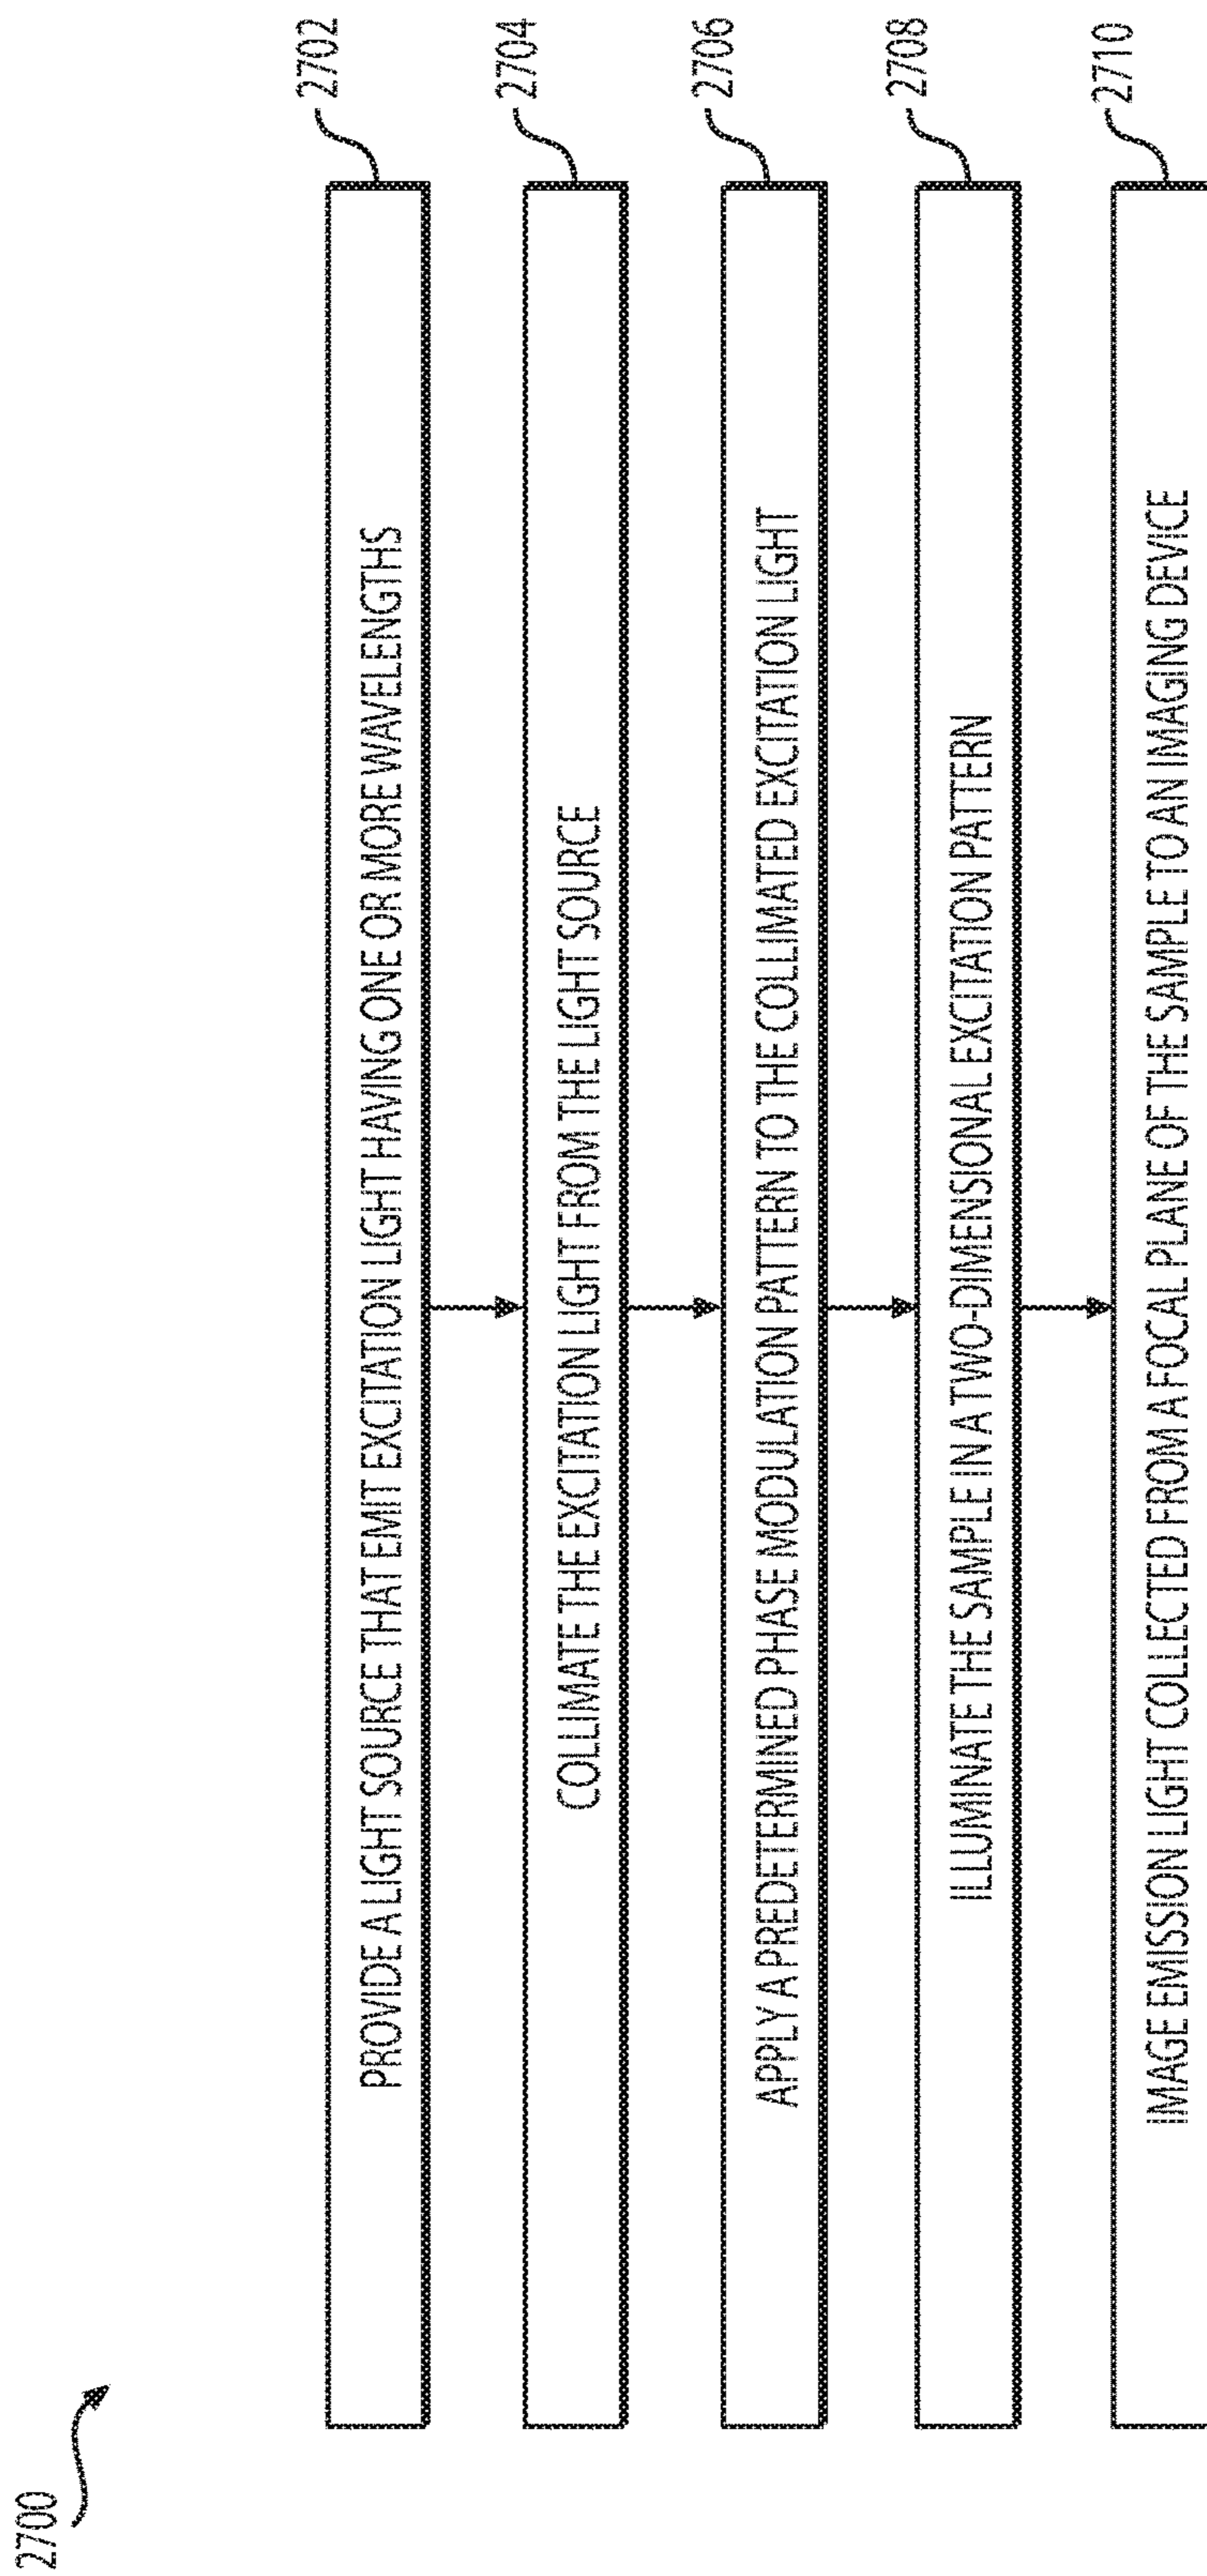 2700
PROVIDE A LIGHT SOURCE THAT EMIT EXCITATION LIGHT HAVING ONE OR MORE WAVELENGTHS
2702
COLLIMATE THE EXCITATION LIGHT FROM THE LIGHT SOURCE
2704
APPLY A PREDETERMINED PHASE MODULATION PATTERN TO THE COLLIMATED EXCITATION LIGHT
2706
ILLUMINATE THE SAMPLE IN A TWO-DIMENSIONAL EXCITATION PATTERN
2708
IMAGE EMISSION LIGHT COLLECTED FROM A FOCAL PLANE OF THE SAMPLE TO AN IMAGING DEVICE
2710